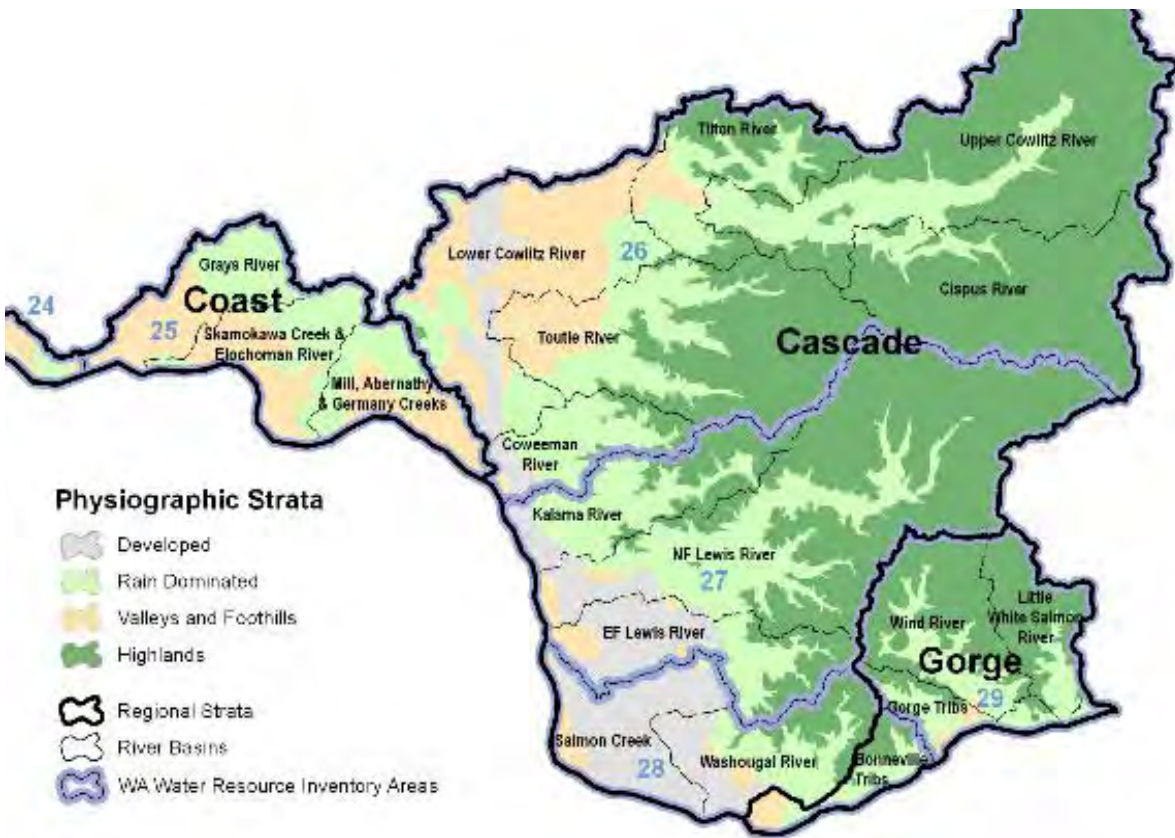 Tilton River
Upper Cowlitz River
Lower Cowlitz River
26
Grays River
Coast
24
25
Cispus River
Skamokawa Creek &
Elochoman River
Toutle River
Cascade
Mill, Abernathy
& Germany Creeks
Coweeman
River
Kalama River
NF Lewis River
27
Little
White Salmon
River
Wind River
EF Lewis River
Gorge
29
Gorge Tribs
Salmon Creek
28
Washougal River
Bonneville
Tribs
Physiographic Strata
Developed
Rain Dominated
Valleys and Foothills
Highlands
Regional Strata
River Basins
WA Water Resource Inventory Areas